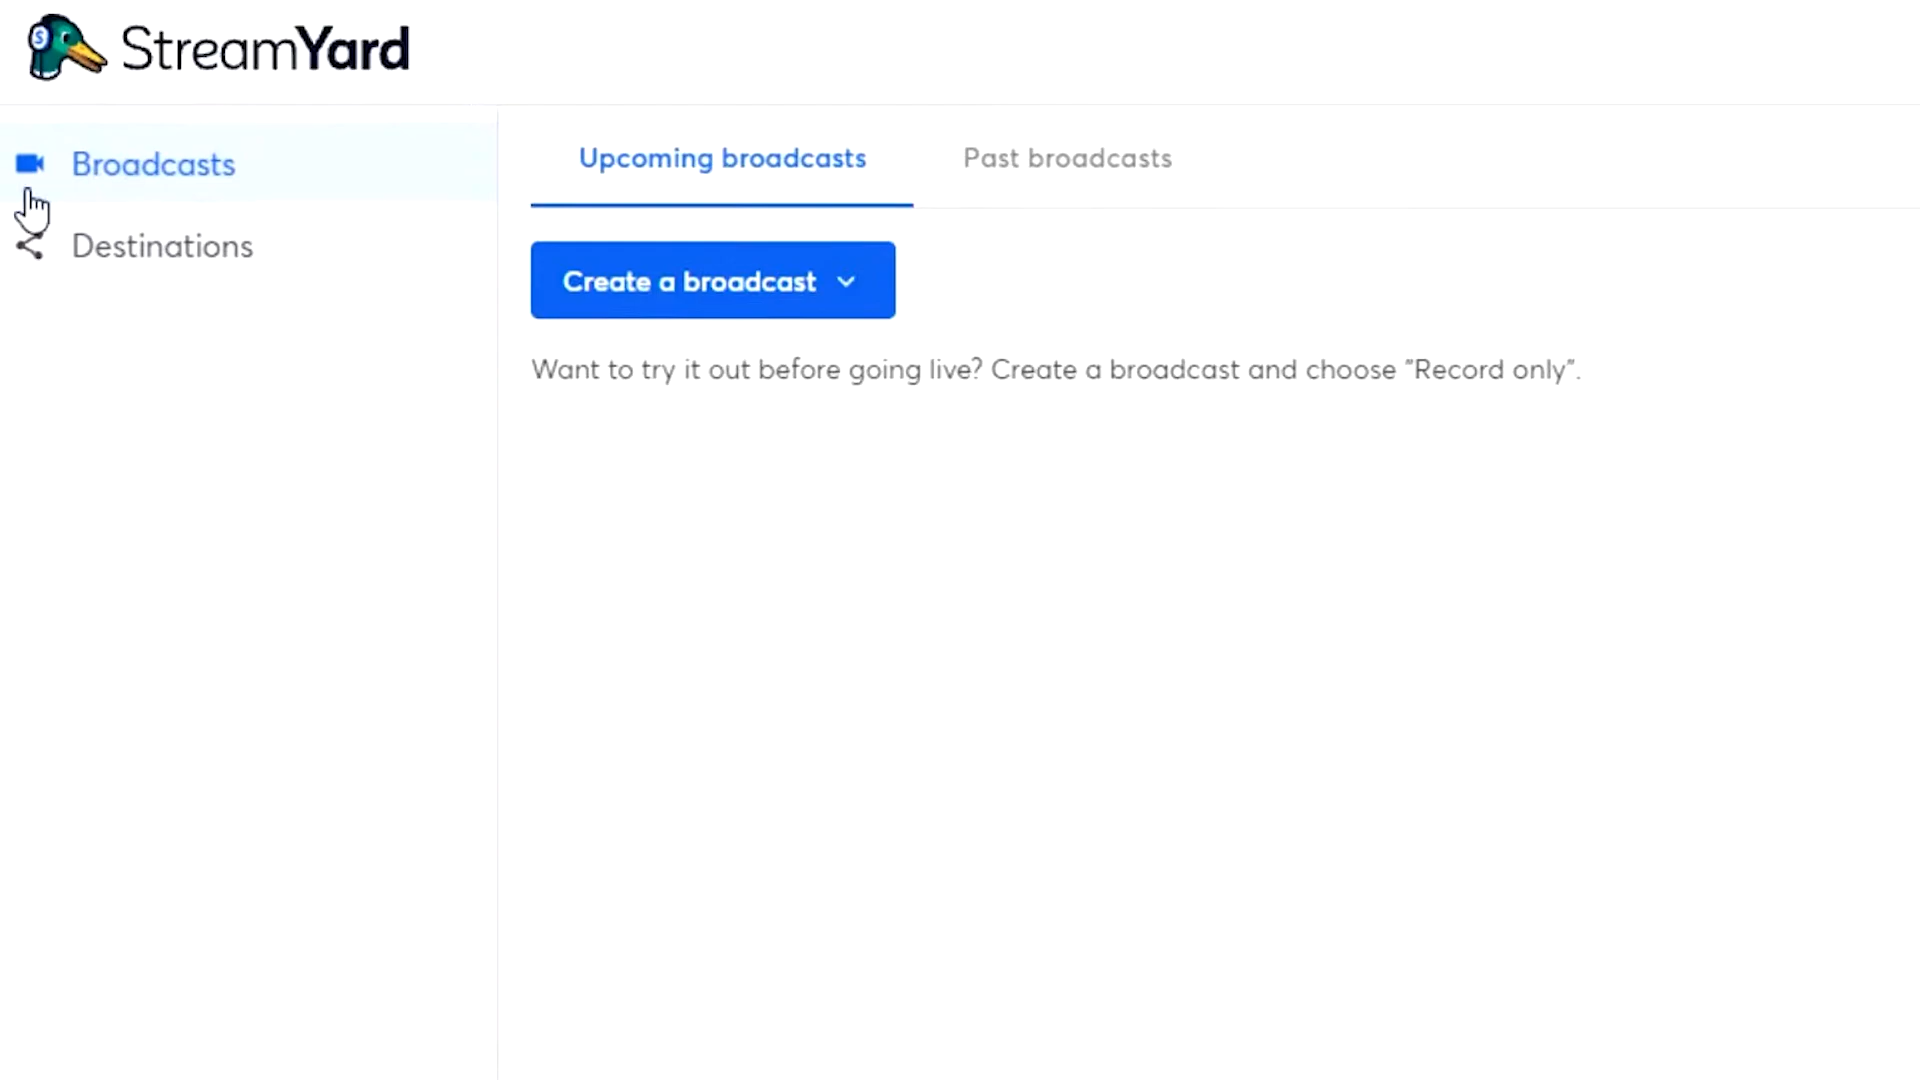 StreamYard
Broadcasts
Destinations
Upcoming broadcasts
Past broadcasts
Create a broadcast
Want to try it out before going live? Create a broadcast and choose "Record only".